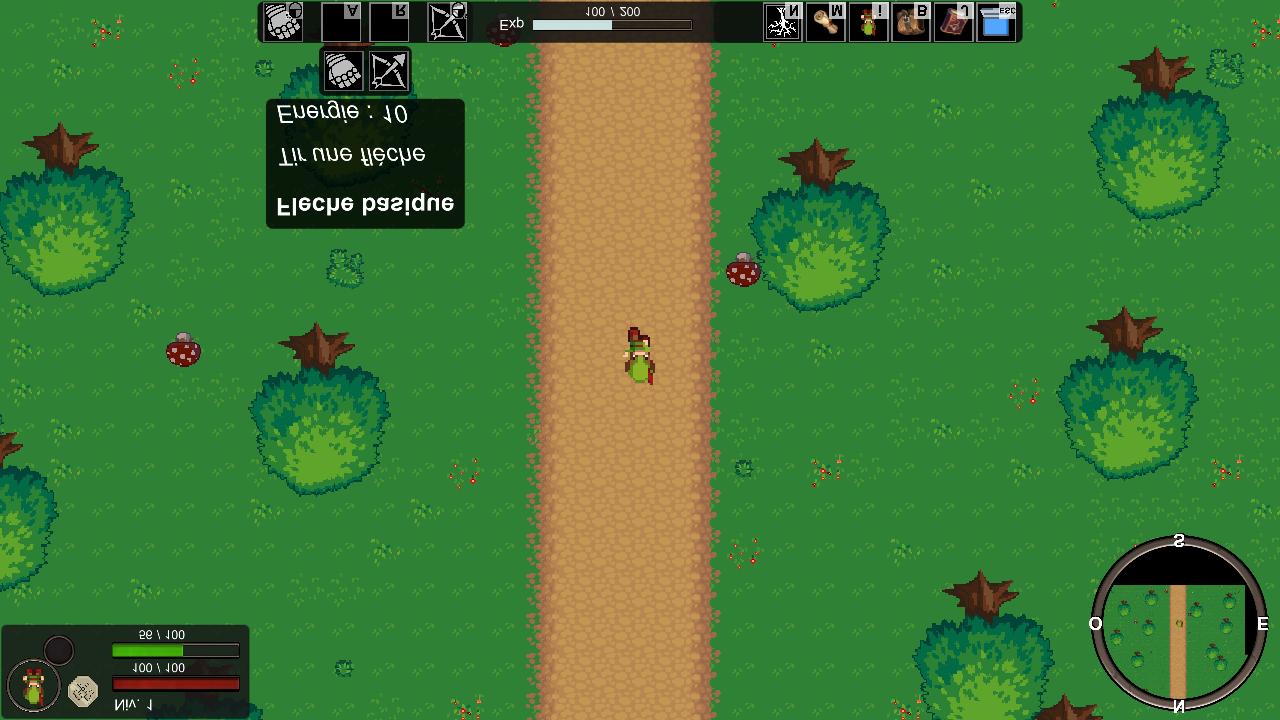 Niv. 1
100 / 100
56 / 100
N
O
E
S
Fleche basique
Tir une flèche
Energie : 10
A
R
Exp
100 / 200
N
M
I
B
J
ESC